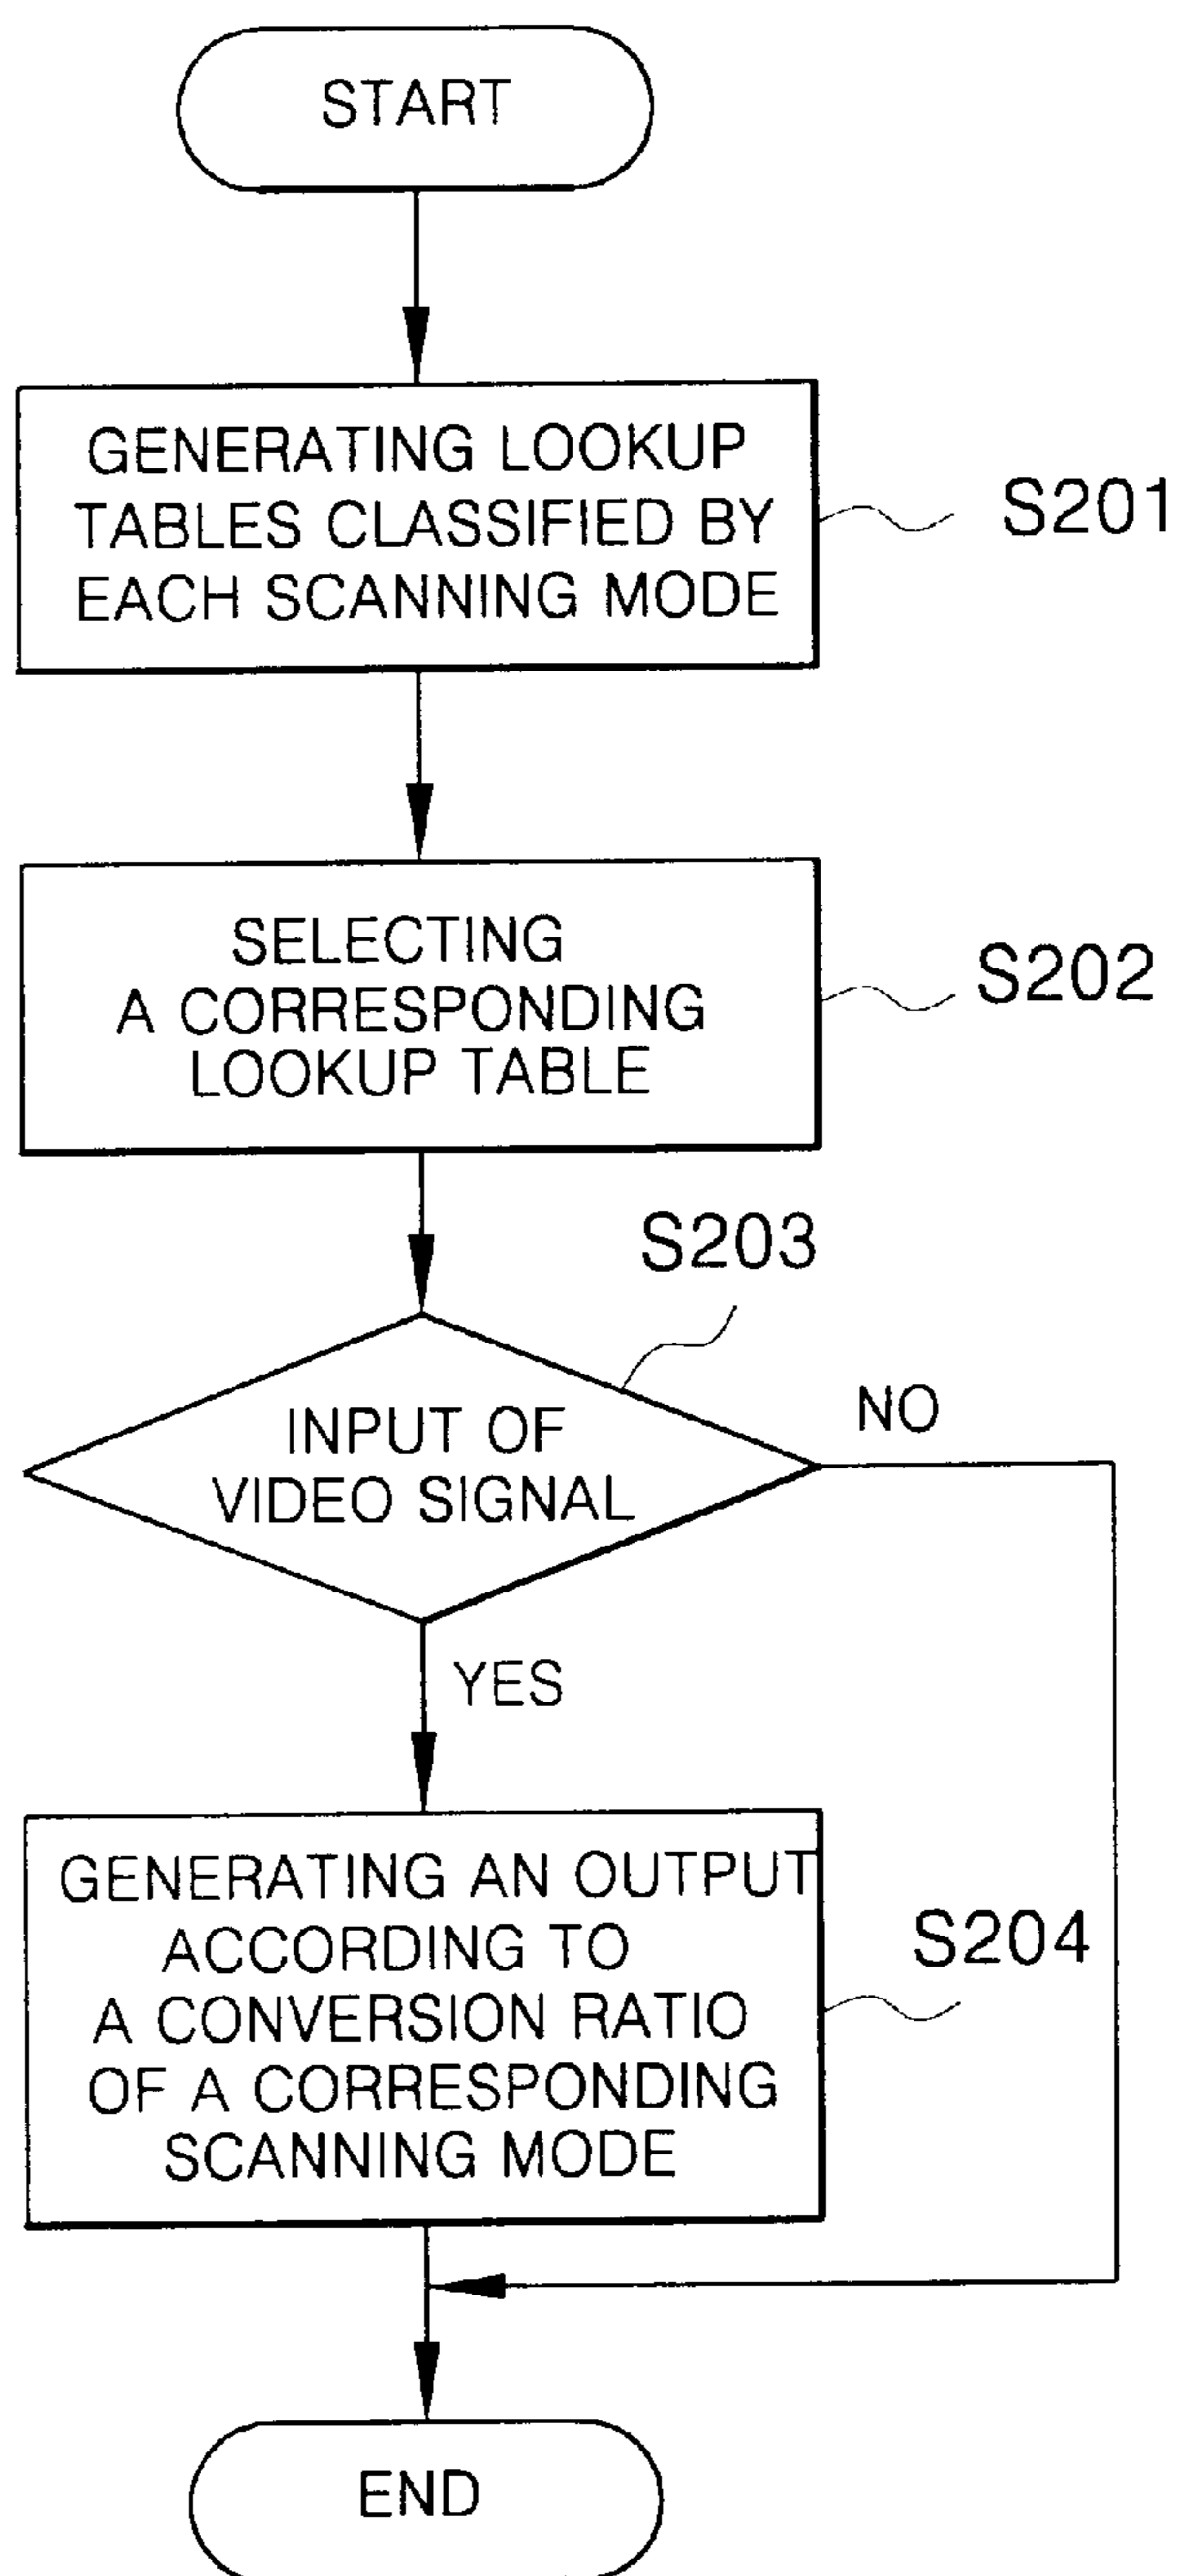 START
GENERATING LOOKUP
TABLES CLASSIFIED BY
EACH SCANNING MODE
S201
SELECTING
A CORRESPONDING
LOOKUP TABLE
S202
S203
INPUT OF
VIDEO SIGNAL
NO
YES
GENERATING AN OUTPUT
ACCORDING TO
A CONVERSION RATIO
OF A CORRESPONDING
SCANNING MODE
S204
END